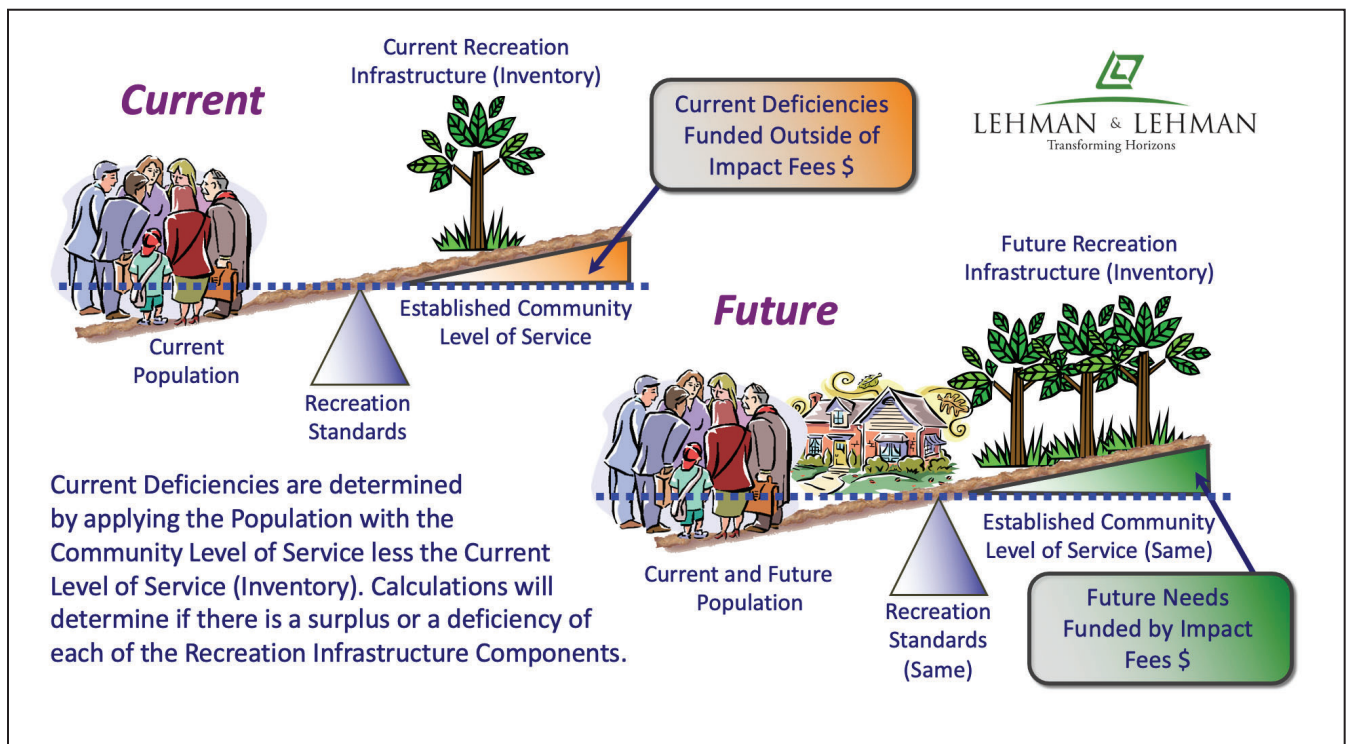 Current
Current Recreation
Infrastructure (Inventory)
Current Deficiencies
Funded Outside of
Impact Fees $
LEHMAN & LEHMAN
Transforming Horizons
Established Community
Level of Service
Current
Population
Recreation
Standards
Current Deficiencies are determined
by applying the Population with the
Community Level of Service less the Current
Level of Service (Inventory). Calculations will
determine if there is a surplus or a deficiency of
each of the Recreation Infrastructure Components.
Future
Future Recreation
Infrastructure (Inventory)
Established Community
Level of Service (Same)
Current and Future
Population
Recreation
Standards
(Same)
Future Needs
Funded by Impact
Fees $